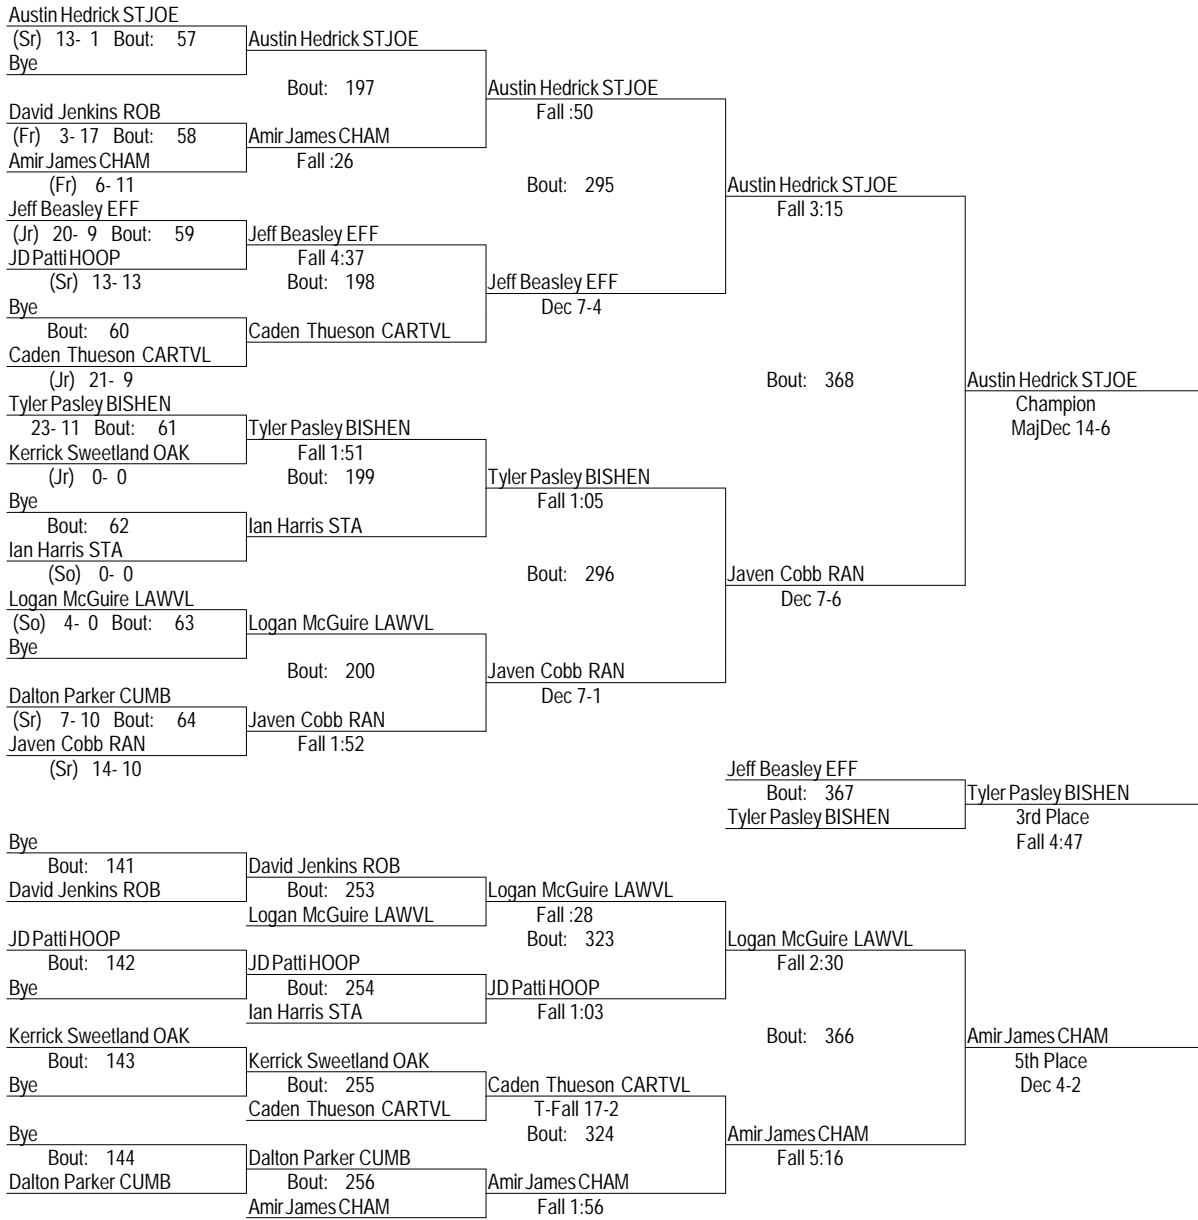 Austin Hedrick STJOE
(Sr) 13- 1 Bout: 57
Bye
Austin Hedrick STJOE
Bout: 197
David Jenkins ROB
(Fr) 3- 17 Bout: 58
Amir James CHAM
(Fr) 6- 11
Amir James CHAM
Fall :26
Austin Hedrick STJOE
Fall :50
Bout: 295
Jeff Beasley EFF
(Jr) 20- 9 Bout: 59
JD Patti HOOP
(Sr) 13- 13
Jeff Beasley EFF
Fall 4:37
Bout: 198
Bye
Bout: 60
Caden Thueson CARTVL
(Jr) 21- 9
Caden Thueson CARTVL
Jeff Beasley EFF
Dec 7-4
Austin Hedrick STJOE
Fall 3:15
Bout: 368
Austin Hedrick STJOE
Champion
MajDec 14-6
Tyler Pasley BISHEN
23- 11 Bout: 61
Kerrick Sweetland OAK
(Jr) 0- 0
Tyler Pasley BISHEN
Fall 1:51
Bout: 199
Bye
Bout: 62
Ian Harris STA
(So) 0- 0
Ian Harris STA
Tyler Pasley BISHEN
Fall 1:05
Bout: 296
Logan McGuire LAWVL
(So) 4- 0 Bout: 63
Bye
Logan McGuire LAWVL
Bout: 200
Dalton Parker CUMB
(Sr) 7- 10 Bout: 64
Javen Cobb RAN
(Sr) 14- 10
Javen Cobb RAN
Fall 1:52
Javen Cobb RAN
Dec 7-1
Javen Cobb RAN
Dec 7-6
Jeff Beasley EFF
Bout: 367
Tyler Pasley BISHEN
Tyler Pasley BISHEN
3rd Place
Fall 4:47
Bye
Bout: 141
David Jenkins ROB
David Jenkins ROB
Bout: 253
Logan McGuire LAWVL
Logan McGuire LAWVL
Fall :28
Bout: 323
JD Patti HOOP
Bout: 142
Bye
JD Patti HOOP
Bout: 254
Ian Harris STA
JD Patti HOOP
Fall 1:03
Logan McGuire LAWVL
Fall 2:30
Bout: 366
Amir James CHAM
5th Place
Dec 4-2
Kerrick Sweetland OAK
Bout: 143
Bye
Kerrick Sweetland OAK
Bout: 255
Caden Thueson CARTVL
Caden Thueson CARTVL
T-Fall 17-2
Bout: 324
Bye
Bout: 144
Dalton Parker CUMB
Dalton Parker CUMB
Bout: 256
Amir James CHAM
Amir James CHAM
Fall 1:56
Amir James CHAM
Fall 5:16